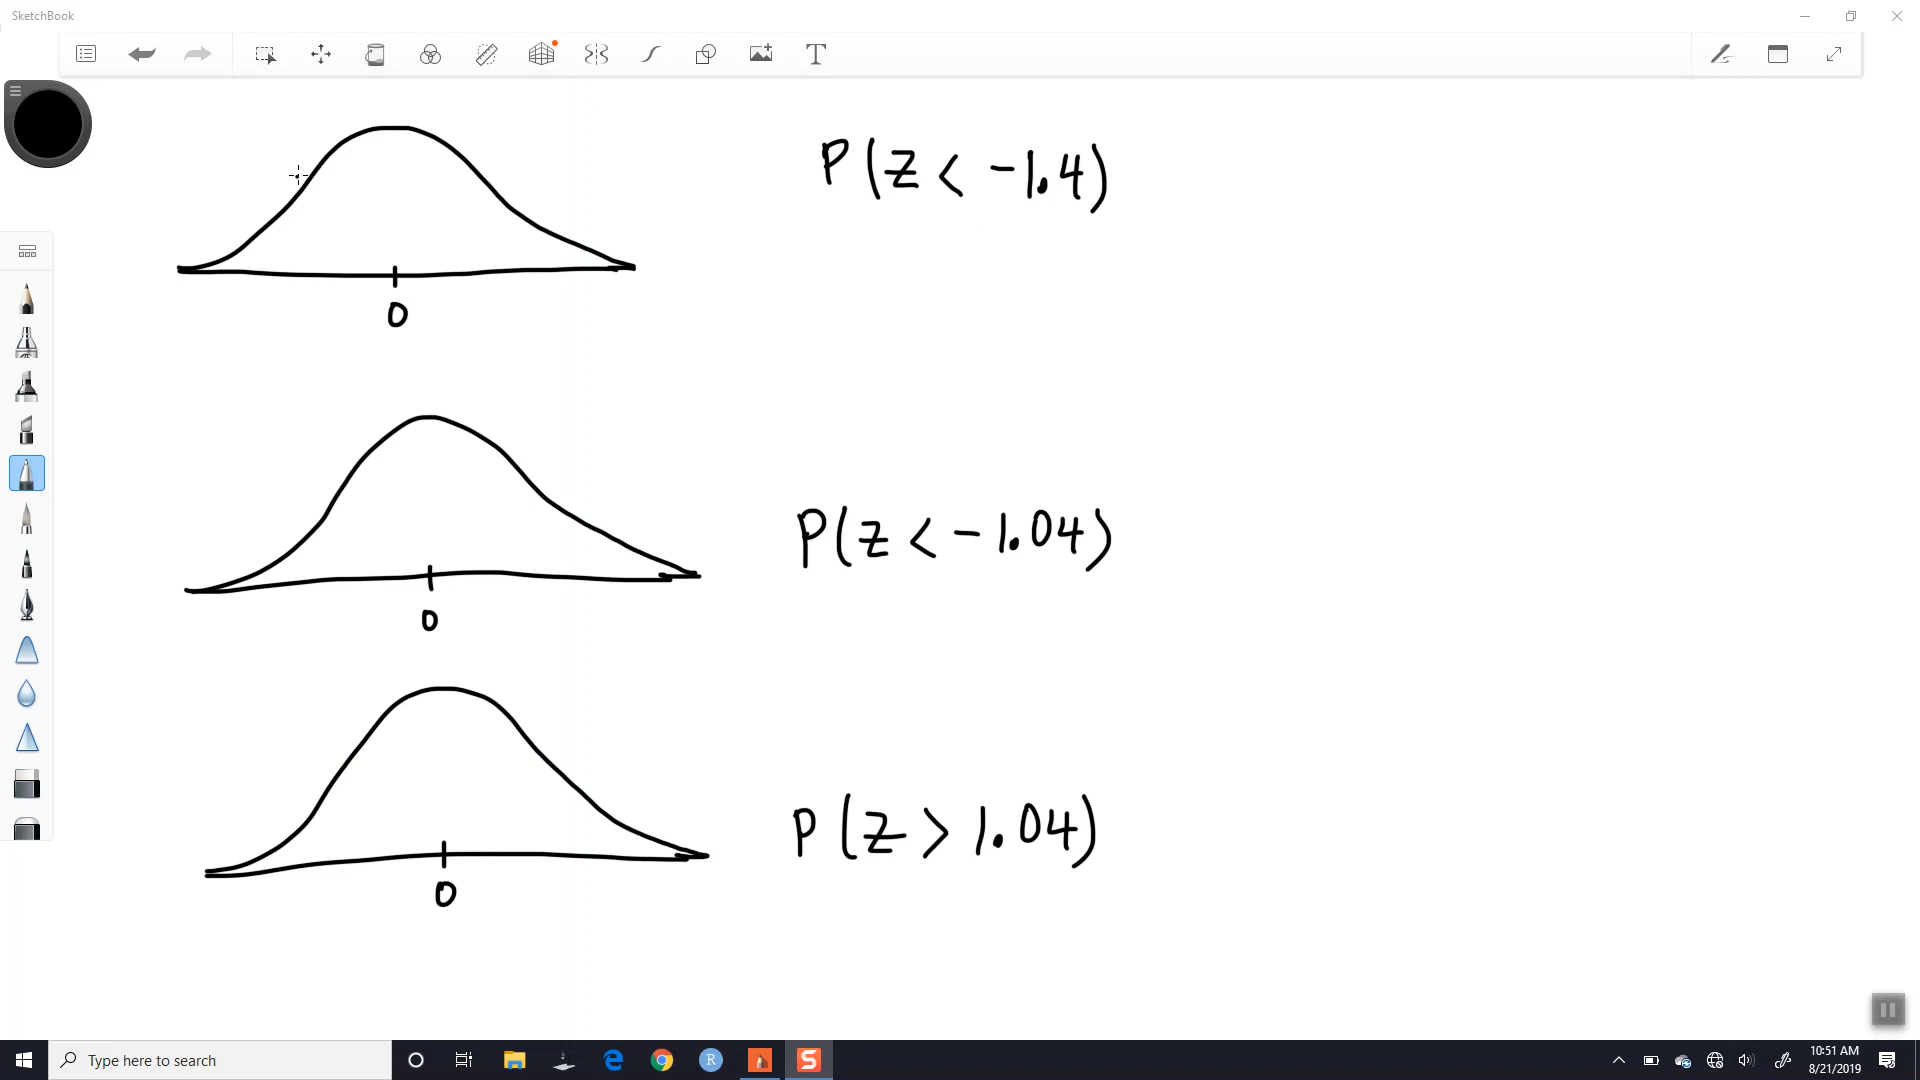 SketchBook
T
P(Z < -1.4)
0
P(Z < -1.04)
0
P(Z > 1.04)
0
Type here to search
R
S
10:51 AM
8/21/2019